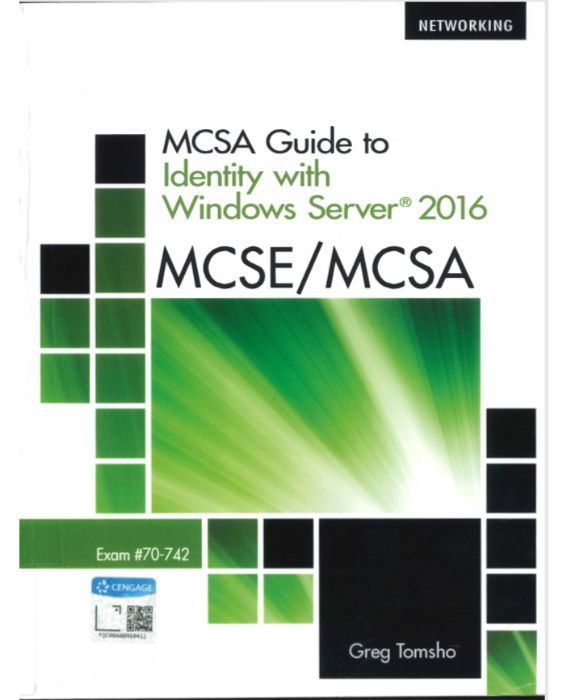 NETWORKING
MCSA Guide to
Identity with
Windows Server® 2016
MCSE/MCSA
Exam #70-742
CENGAGE
Greg Tomsho